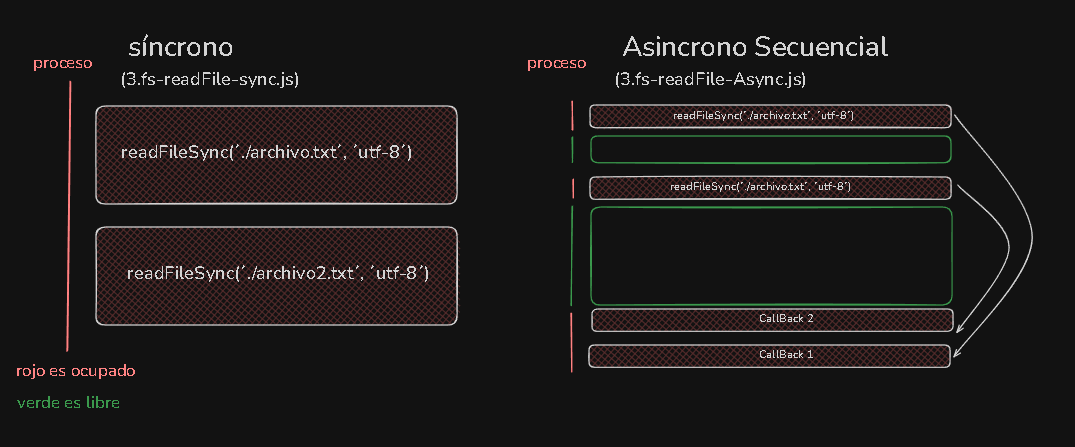 síncrono
proceso
(3.fs-readFile-sync.js)
readFileSync(´./archivo.txt´, ´utf-8´)
readFileSync(´./archivo2.txt´, ´utf-8´)
rojo es ocupado
verde es libre
Asincrono Secuencial
proceso
(3.fs-readFile-Async.js)
readFileSync(´./archivo.txt´, ´utf-8´)
readFileSync(´./archivo.txt´, ´utf-8´)
CallBack 2
CallBack 1